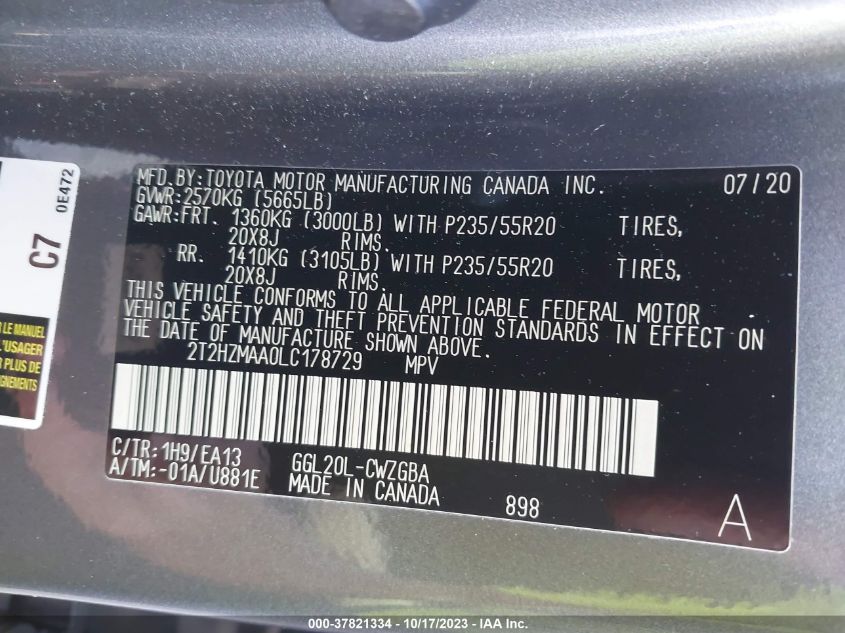 MFD.BY:TOYOTA MOTOR MANUFACTURING CANADA INC. 07/20
GVWR:2570KG (5665LB)
GAWR:FRT. 1360KG (3000LB) WITH P235/55R20 TIRES,
20X8J RIMS.
RR. 1410KG (3105LB) WITH P235/55R20 TIRES,
20X8J RIMS.
THIS VEHICLE CONFORMS TO ALL APPLICABLE FEDERAL MOTOR
VEHICLE SAFETY AND THEFT PREVENTION STANDARDS IN EFFECT ON
THE DATE OF MANUFACTURE SHOWN ABOVE.
2T2HZMAA0LC178729 MPV
C/TR:1H9/EA13 GGL20L-CWZGBA
A/TM:-01A/U881E MADE IN CANADA 898 A
C7 0E472
R LE MANUEL
L'USAGER
R PLUS DE
IGNEMENTS
000-37821334 | 10/17/2023 - IAA Inc.